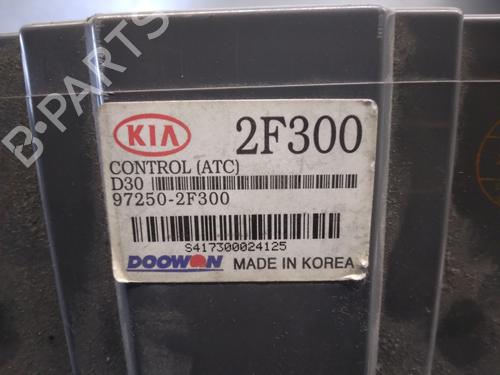 KIA 2F300
CONTROL (ATC)
D30
97250-2F300
S417300024125
DOOWON MADE IN KOREA
B-PARTS